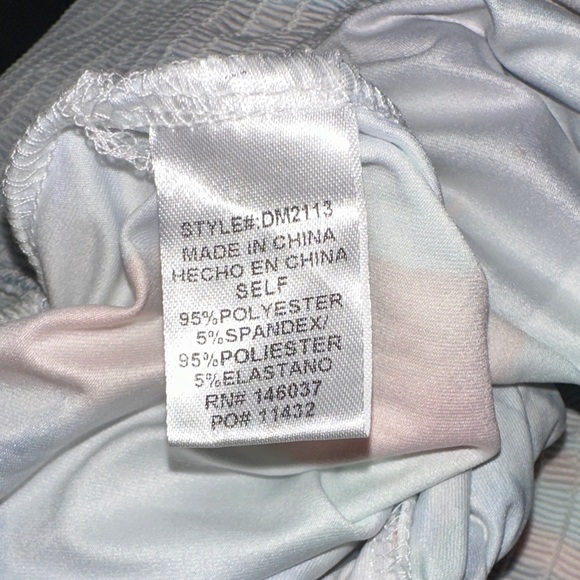 STYLE#:DM2113
MADE IN CHINA
HECHO EN CHINA
SELF
95%POLYESTER
5%SPANDEX/
95%POLIESTER
5%ELASTANO
RN# 146037
PO# 11432